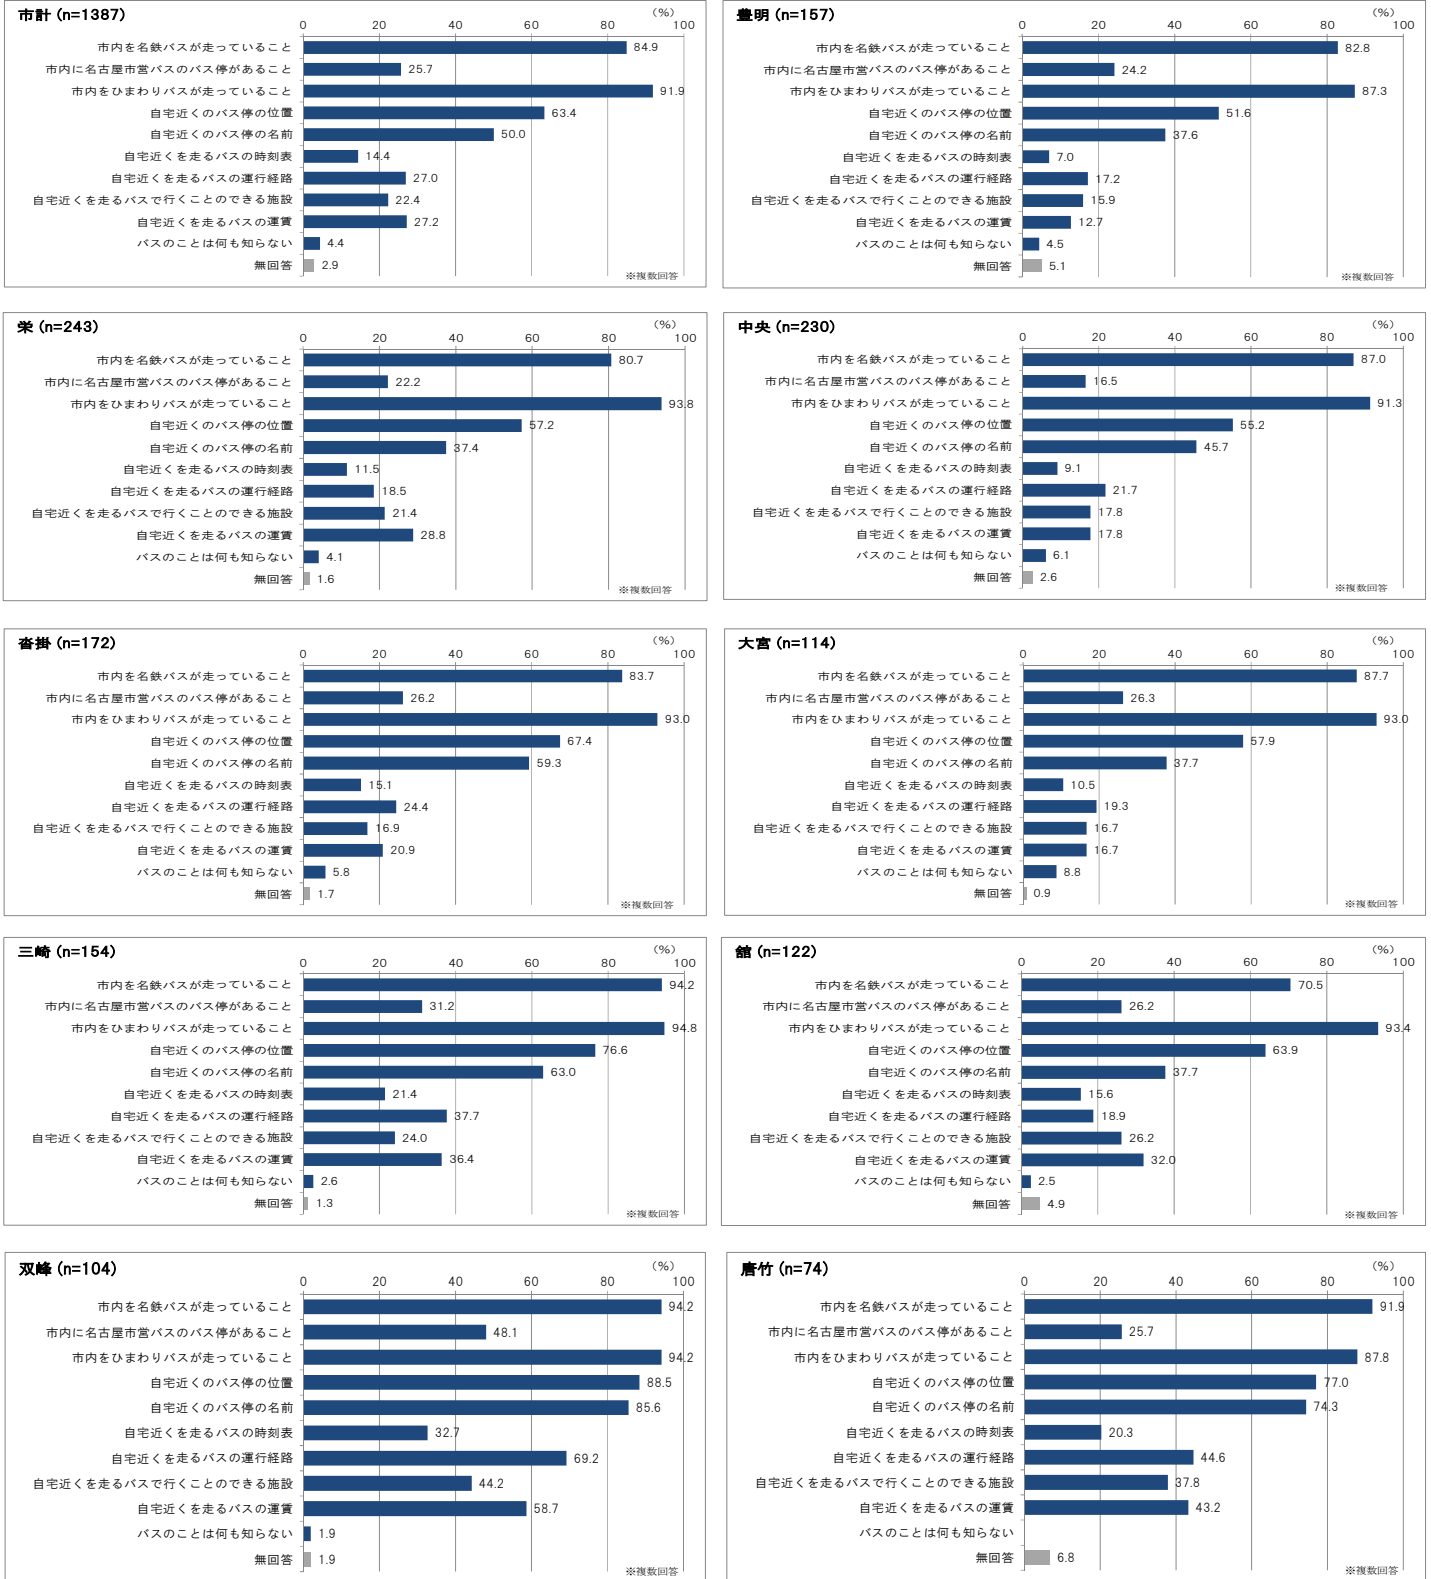 市計 (n=1387)
(%)
0 20 40 60 80 100
市内を名鉄バスが走っていること 84.9
市内に名古屋市営バスのバス停があること 25.7
市内をひまわりバスが走っていること 91.9
自宅近くのバス停の位置 63.4
自宅近くのバス停の名前 50.0
自宅近くを走るバスの時刻表 14.4
自宅近くを走るバスの運行経路 27.0
自宅近くを走るバスで行くことのできる施設 22.4
自宅近くを走るバスの運賃 27.2
バスのことは何も知らない 4.4
無回答 2.9
※複数回答
豊明 (n=157)
(%)
0 20 40 60 80 100
市内を名鉄バスが走っていること 82.8
市内に名古屋市営バスのバス停があること 24.2
市内をひまわりバスが走っていること 87.3
自宅近くのバス停の位置 51.6
自宅近くのバス停の名前 37.6
自宅近くを走るバスの時刻表 7.0
自宅近くを走るバスの運行経路 17.2
自宅近くを走るバスで行くことのできる施設 15.9
自宅近くを走るバスの運賃 12.7
バスのことは何も知らない 4.5
無回答 5.1
※複数回答
栄 (n=243)
(%)
0 20 40 60 80 100
市内を名鉄バスが走っていること 80.7
市内に名古屋市営バスのバス停があること 22.2
市内をひまわりバスが走っていること 93.8
自宅近くのバス停の位置 57.2
自宅近くのバス停の名前 37.4
自宅近くを走るバスの時刻表 11.5
自宅近くを走るバスの運行経路 18.5
自宅近くを走るバスで行くことのできる施設 21.4
自宅近くを走るバスの運賃 28.8
バスのことは何も知らない 4.1
無回答 1.6
※複数回答
中央 (n=230)
(%)
0 20 40 60 80 100
市内を名鉄バスが走っていること 87.0
市内に名古屋市営バスのバス停があること 16.5
市内をひまわりバスが走っていること 91.3
自宅近くのバス停の位置 55.2
自宅近くのバス停の名前 45.7
自宅近くを走るバスの時刻表 9.1
自宅近くを走るバスの運行経路 21.7
自宅近くを走るバスで行くことのできる施設 17.8
自宅近くを走るバスの運賃 17.8
バスのことは何も知らない 6.1
無回答 2.6
※複数回答
沓掛 (n=172)
(%)
0 20 40 60 80 100
市内を名鉄バスが走っていること 83.7
市内に名古屋市営バスのバス停があること 26.2
市内をひまわりバスが走っていること 93.0
自宅近くのバス停の位置 67.4
自宅近くのバス停の名前 59.3
自宅近くを走るバスの時刻表 15.1
自宅近くを走るバスの運行経路 24.4
自宅近くを走るバスで行くことのできる施設 16.9
自宅近くを走るバスの運賃 20.9
バスのことは何も知らない 5.8
無回答 1.7
※複数回答
大宮 (n=114)
(%)
0 20 40 60 80 100
市内を名鉄バスが走っていること 87.7
市内に名古屋市営バスのバス停があること 26.3
市内をひまわりバスが走っていること 93.0
自宅近くのバス停の位置 57.9
自宅近くのバス停の名前 37.7
自宅近くを走るバスの時刻表 10.5
自宅近くを走るバスの運行経路 19.3
自宅近くを走るバスで行くことのできる施設 16.7
自宅近くを走るバスの運賃 16.7
バスのことは何も知らない 8.8
無回答 0.9
※複数回答
三崎 (n=154)
(%)
0 20 40 60 80 100
市内を名鉄バスが走っていること 94.2
市内に名古屋市営バスのバス停があること 31.2
市内をひまわりバスが走っていること 94.8
自宅近くのバス停の位置 76.6
自宅近くのバス停の名前 63.0
自宅近くを走るバスの時刻表 21.4
自宅近くを走るバスの運行経路 37.7
自宅近くを走るバスで行くことのできる施設 24.0
自宅近くを走るバスの運賃 36.4
バスのことは何も知らない 2.6
無回答 1.3
※複数回答
舘 (n=122)
(%)
0 20 40 60 80 100
市内を名鉄バスが走っていること 70.5
市内に名古屋市営バスのバス停があること 26.2
市内をひまわりバスが走っていること 93.4
自宅近くのバス停の位置 63.9
自宅近くのバス停の名前 37.7
自宅近くを走るバスの時刻表 15.6
自宅近くを走るバスの運行経路 18.9
自宅近くを走るバスで行くことのできる施設 26.2
自宅近くを走るバスの運賃 32.0
バスのことは何も知らない 2.5
無回答 4.9
※複数回答
双峰 (n=104)
(%)
0 20 40 60 80 100
市内を名鉄バスが走っていること 94.2
市内に名古屋市営バスのバス停があること 48.1
市内をひまわりバスが走っていること 94.2
自宅近くのバス停の位置 88.5
自宅近くのバス停の名前 85.6
自宅近くを走るバスの時刻表 32.7
自宅近くを走るバスの運行経路 69.2
自宅近くを走るバスで行くことのできる施設 44.2
自宅近くを走るバスの運賃 58.7
バスのことは何も知らない 1.9
無回答 1.9
※複数回答
唐竹 (n=74)
(%)
0 20 40 60 80 100
市内を名鉄バスが走っていること 91.9
市内に名古屋市営バスのバス停があること 25.7
市内をひまわりバスが走っていること 87.8
自宅近くのバス停の位置 77.0
自宅近くのバス停の名前 74.3
自宅近くを走るバスの時刻表 20.3
自宅近くを走るバスの運行経路 44.6
自宅近くを走るバスで行くことのできる施設 37.8
自宅近くを走るバスの運賃 43.2
バスのことは何も知らない
無回答 6.8
※複数回答